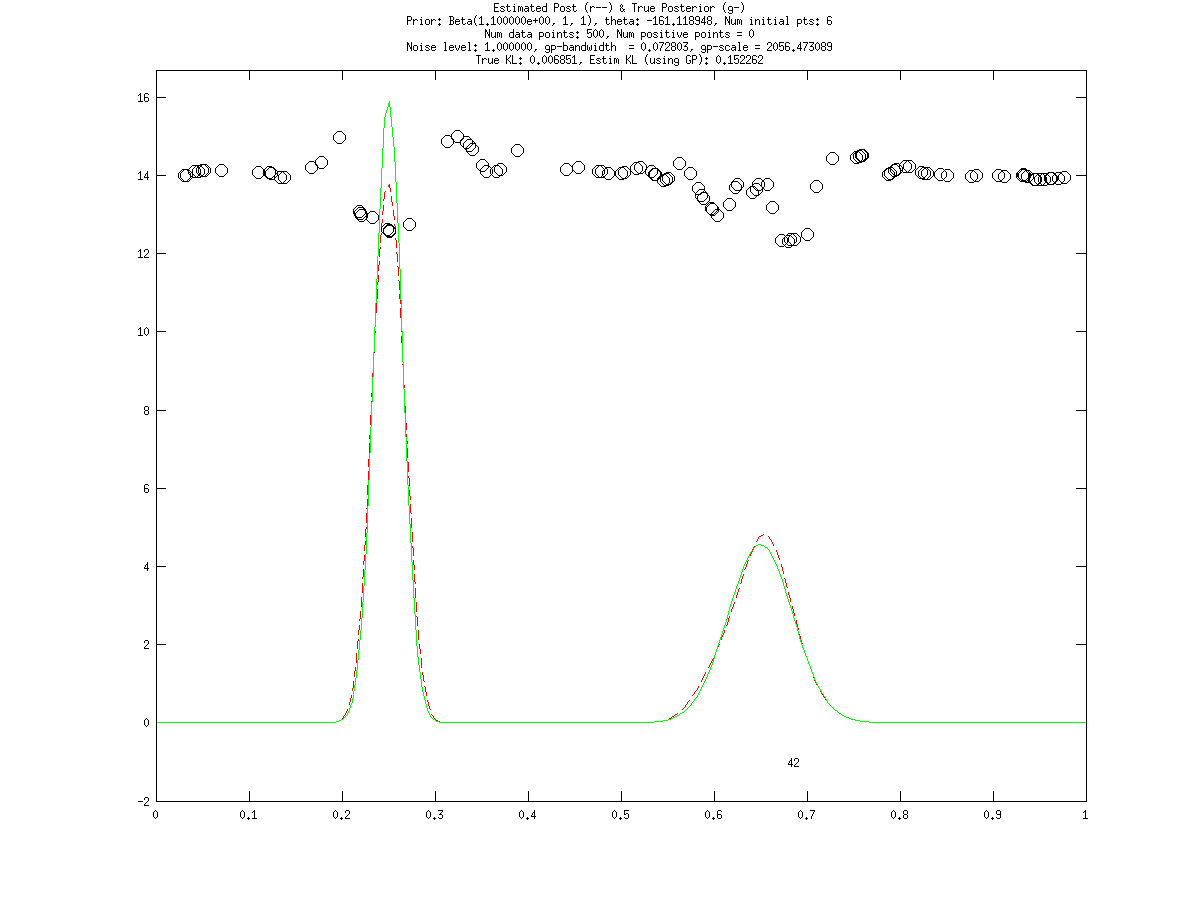 Estimated Post (r--) & True Posterior (g-)
Prior: Beta(1.100000e+00, 1, 1), theta: -161.118948, Num initial pts: 6
Num data points: 500, Num positive points = 0
Noise level: 1.000000, gp-bandwidth  = 0.072803, gp-scale = 2056.473089
True KL: 0.006851, Estim KL (using GP): 0.152262
16
14
12
10
8
6
4
2
0
42
-2
0 0.1 0.2 0.3 0.4 0.5 0.6 0.7 0.8 0.9 1